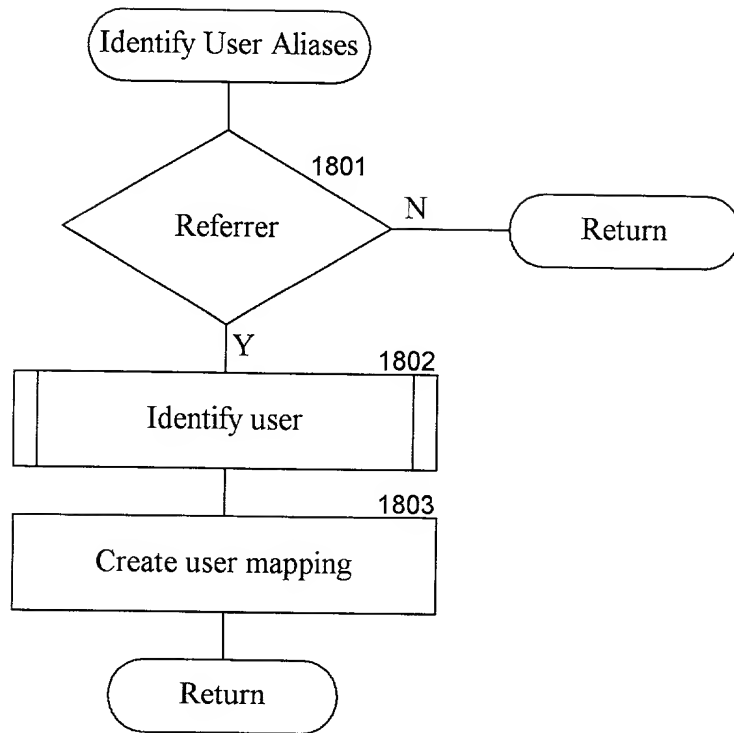 Identify User Aliases
1801
Referrer
N
Return
Y
1802
Identify user
1803
Create user mapping
Return